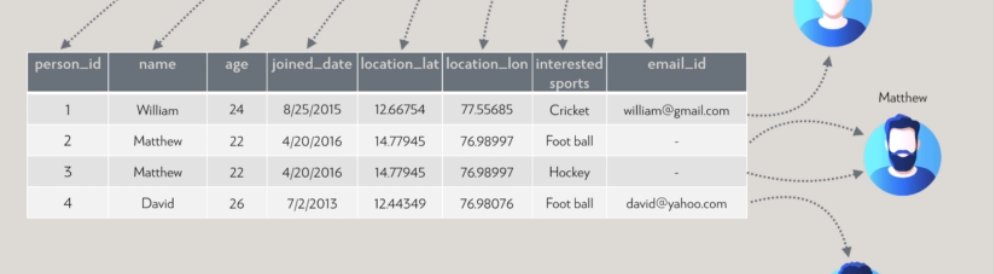 person_id name age joined_date location_lat location_lon interested sports email_id
1 William 24 8/25/2015 12.66754 77.55685 Cricket william@gmail.com
2 Matthew 22 4/20/2016 14.77945 76.98997 Foot ball -
3 Matthew 22 4/20/2016 14.77945 76.98997 Hockey -
4 David 26 7/2/2013 12.44349 76.98076 Foot ball david@yahoo.com
Matthew